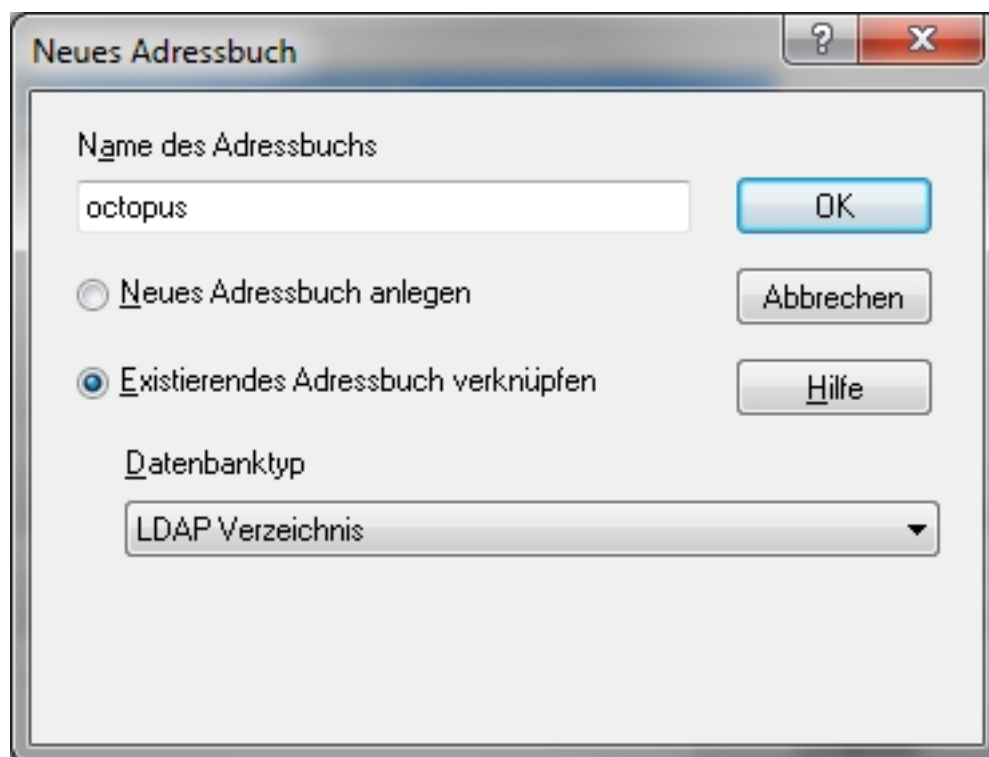 Neues Adressbuch
Name des Adressbuchs
octopus
OK
Neues Adressbuch anlegen
Abbrechen
Existierendes Adressbuch verknüpfen
Hilfe
Datenbanktyp
LDAP Verzeichnis